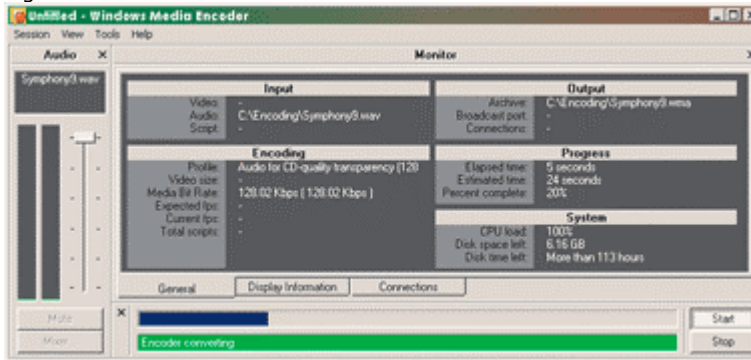 Untitled - Windows Media Encoder
Session View Tools Help
Audio
Monitor
Symphony9.wav
Input
Video: -
Audio: C:\Encoding\Symphony9.wav
Script: -
Output
Archive: C:\Encoding\Symphony9.wma
Broadcast port: -
Connections: -
Encoding
Profile: Audio for CD-quality transparency (128
Video size: -
Media Bit Rate: 128.02 Kbps [ 128.02 Kbps ]
Expected fps: -
Current fps: -
Total scripts: -
Progress
Elapsed time: 5 seconds
Estimated time: 24 seconds
Percent complete: 20%
System
CPU load: 100%
Disk space left: 6.16 GB
Disk time left: More than 113 hours
General Display Information Connections
Mute
Mixer
Start
Encoder converting
Stop